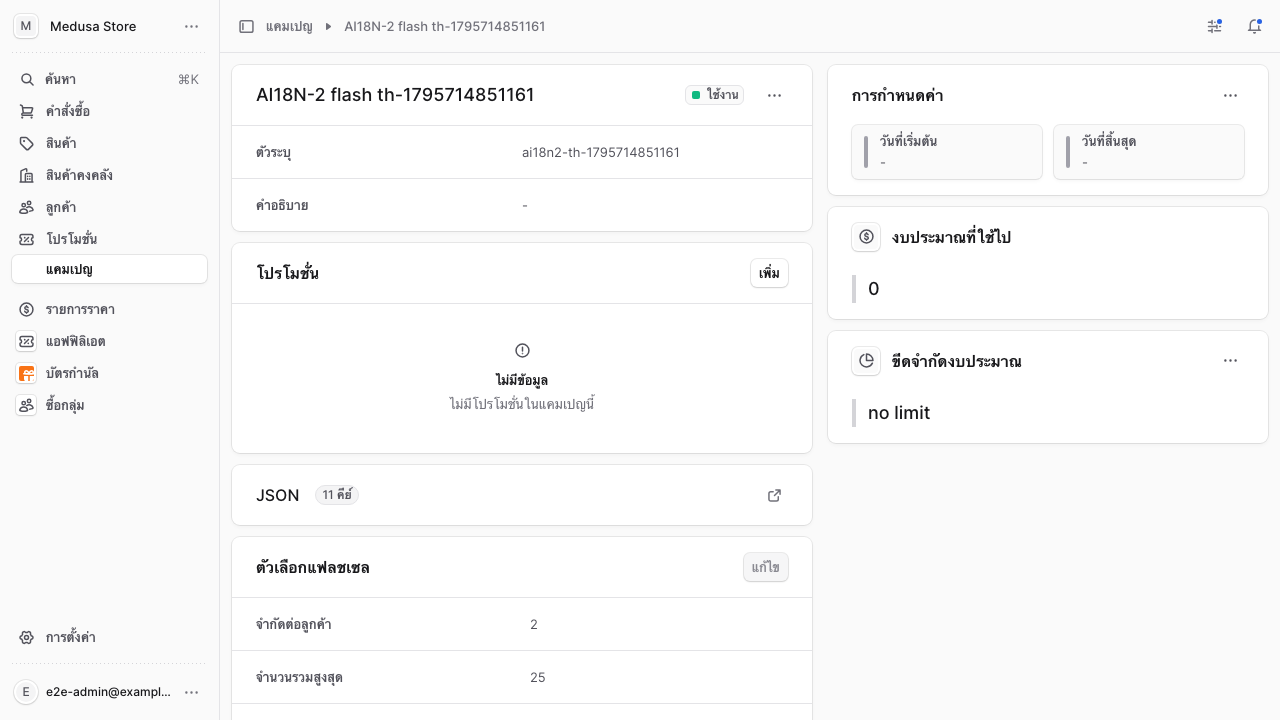 M
Medusa Store
ค้นหา
⌘K
คำสั่งซื้อ
สินค้า
สินค้าคงคลัง
ลูกค้า
โปรโมชั่น
แคมเปญ
รายการราคา
แอฟฟิลิเอต
บัตรกำนัล
ซื้อกลุ่ม
การตั้งค่า
E
e2e-admin@exampl...
แคมเปญ
AI18N-2 flash th-1795714851161
AI18N-2 flash th-1795714851161
ใช้งาน
ตัวระบุ
ai18n2-th-1795714851161
คำอธิบาย
-
โปรโมชั่น
เพิ่ม
ไม่มีข้อมูล
ไม่มีโปรโมชั่นในแคมเปญนี้
JSON
11 คีย์
ตัวเลือกแฟลชเซล
แก้ไข
จำกัดต่อลูกค้า
2
จำนวนรวมสูงสุด
25
การกำหนดค่า
วันที่เริ่มต้น
-
วันที่สิ้นสุด
-
งบประมาณที่ใช้ไป
0
ขีดจำกัดงบประมาณ
no limit